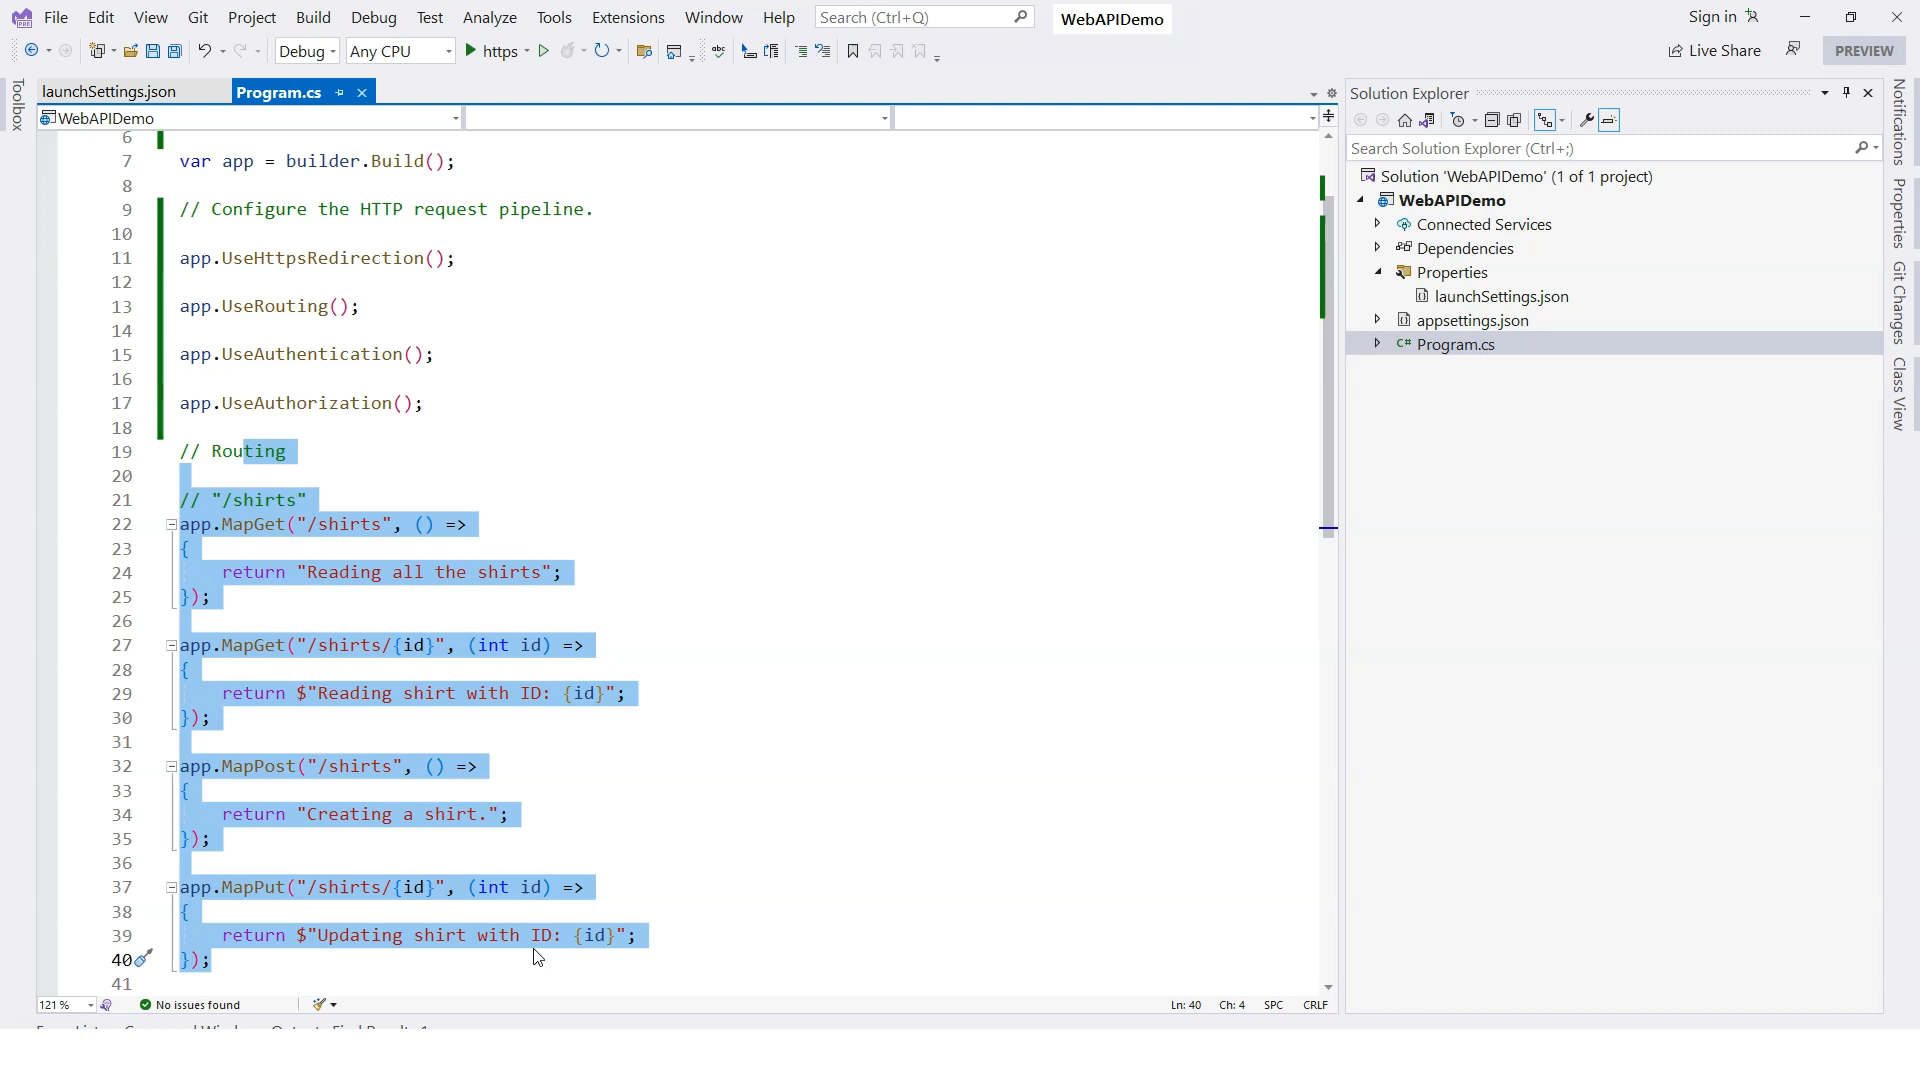 File Edit View Git Project Build Debug Test Analyze Tools Extensions Window Help Search (Ctrl+Q) WebAPIDemo Sign in
Debug Any CPU https Live Share PREVIEW
Toolbox
launchSettings.json Program.cs
WebAPIDemo
6
7 var app = builder.Build();
8
9 // Configure the HTTP request pipeline.
10
11 app.UseHttpsRedirection();
12
13 app.UseRouting();
14
15 app.UseAuthentication();
16
17 app.UseAuthorization();
18
19 // Routing
20
21 // "/shirts"
22 app.MapGet("/shirts", () =>
23 {
24 return "Reading all the shirts";
25 });
26
27 app.MapGet("/shirts/{id}", (int id) =>
28 {
29 return $"Reading shirt with ID: {id}";
30 });
31
32 app.MapPost("/shirts", () =>
33 {
34 return "Creating a shirt.";
35 });
36
37 app.MapPut("/shirts/{id}", (int id) =>
38 {
39 return $"Updating shirt with ID: {id}";
40 });
41
121 % No issues found Ln: 40 Ch: 4 SPC CRLF
Solution Explorer
Search Solution Explorer (Ctrl+;)
Solution 'WebAPIDemo' (1 of 1 project)
WebAPIDemo
Connected Services
Dependencies
Properties
launchSettings.json
appsettings.json
C# Program.cs
Notifications
Properties
Git Changes
Class View